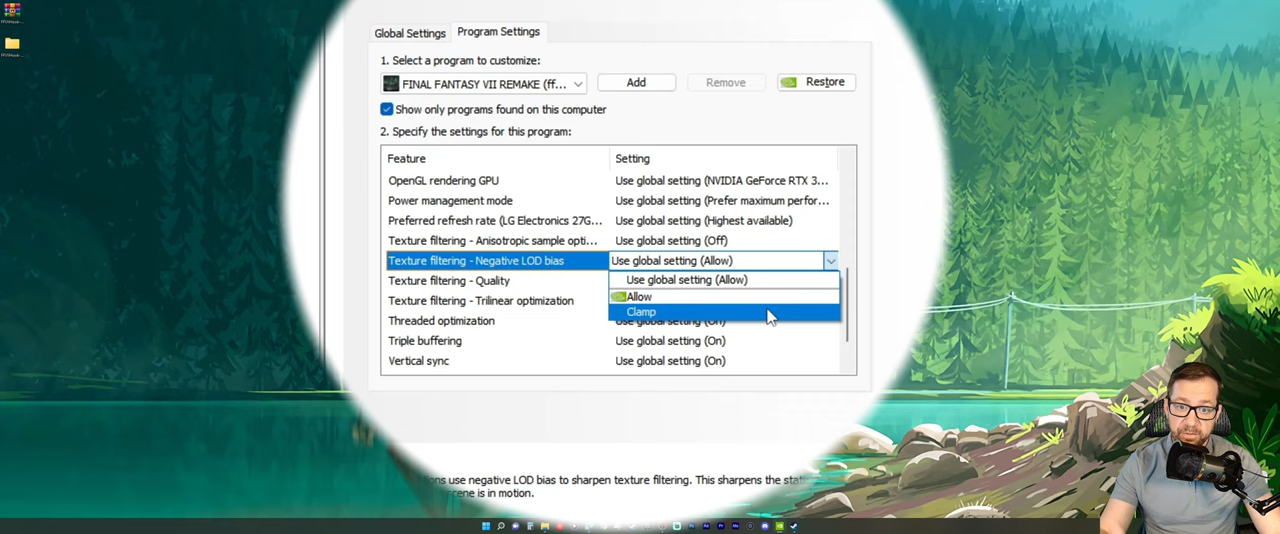 Global Settings
Program Settings
1. Select a program to customize:
FINAL FANTASY VII REMAKE (ff...
Add
Remove
Restore
Show only programs found on this computer
2. Specify the settings for this program:
Feature
Setting
OpenGL rendering GPU
Use global setting (NVIDIA GeForce RTX 3...
Power management mode
Use global setting (Prefer maximum perfor...
Preferred refresh rate (LG Electronics 27G...
Use global setting (Highest available)
Texture filtering - Anisotropic sample opti...
Use global setting (Off)
Texture filtering - Negative LOD bias
Use global setting (Allow)
Use global setting (Allow)
Texture filtering - Quality
Allow
Texture filtering - Trilinear optimization
Clamp
Threaded optimization
Use global setting (On)
Triple buffering
Use global setting (On)
Vertical sync
Use global setting (On)
use negative LOD bias to sharpen texture filtering. This sharpens the
scene is in motion.